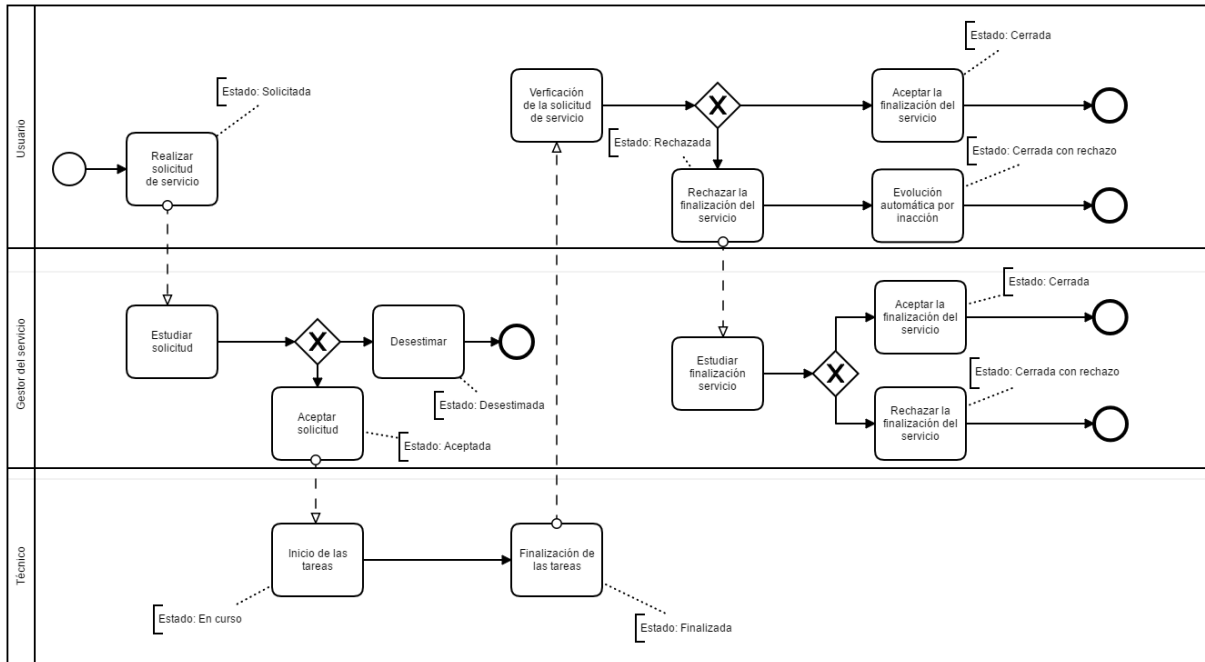 Usuario
Estado: Solicitada
Realizar
solicitud
de servicio
Verficación
de la solicitud
de servicio
Estado: Cerrada
Aceptar la
finalización del
servicio
Estado: Rechazada
Rechazar la
finalización del
servicio
Estado: Cerrada con rechazo
Evolución
automática por
inacción
Gestor del servicio
Estudiar
solicitud
Desestimar
Estado: Desestimada
Aceptar
solicitud
Estado: Aceptada
Estudiar
finalización
servicio
Estado: Cerrada
Aceptar la
finalización del
servicio
Estado: Cerrada con rechazo
Rechazar la
finalización del
servicio
Técnico
Inicio de las
tareas
Estado: En curso
Finalización de
las tareas
Estado: Finalizada